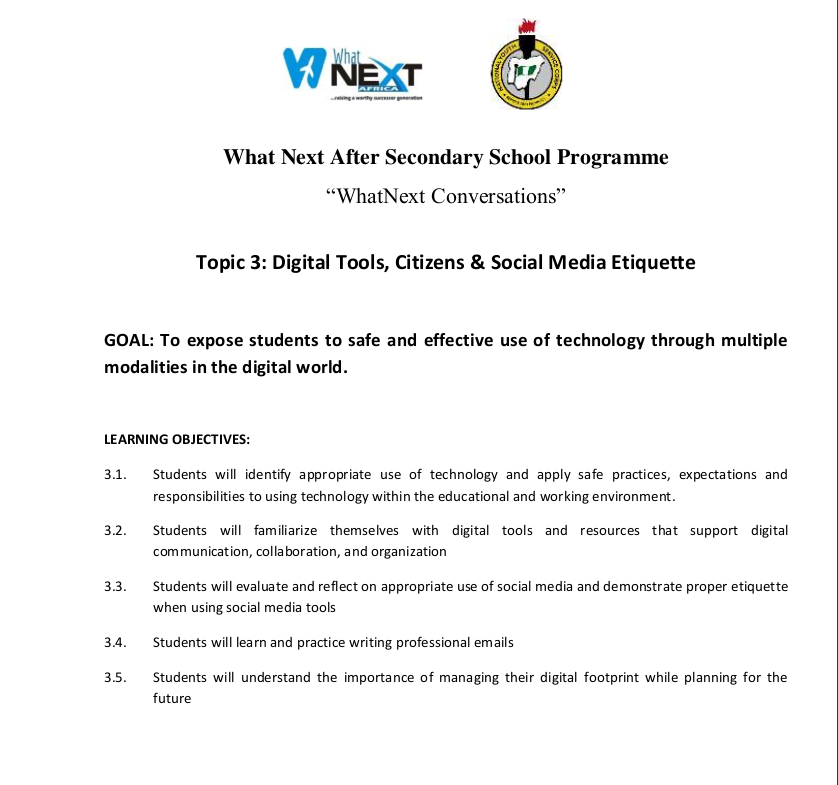 What
NEXT
AFRICA
...raising a worthy successor generation
NATIONAL YOUTH SERVICE CORPS
What Next After Secondary School Programme
“WhatNext Conversations”
Topic 3: Digital Tools, Citizens & Social Media Etiquette
GOAL: To expose students to safe and effective use of technology through multiple
modalities in the digital world.
LEARNING OBJECTIVES:
3.1. Students will identify appropriate use of technology and apply safe practices, expectations and
responsibilities to using technology within the educational and working environment.
3.2. Students will familiarize themselves with digital tools and resources that support digital
communication, collaboration, and organization
3.3. Students will evaluate and reflect on appropriate use of social media and demonstrate proper etiquette
when using social media tools
3.4. Students will learn and practice writing professional emails
3.5. Students will understand the importance of managing their digital footprint while planning for the
future